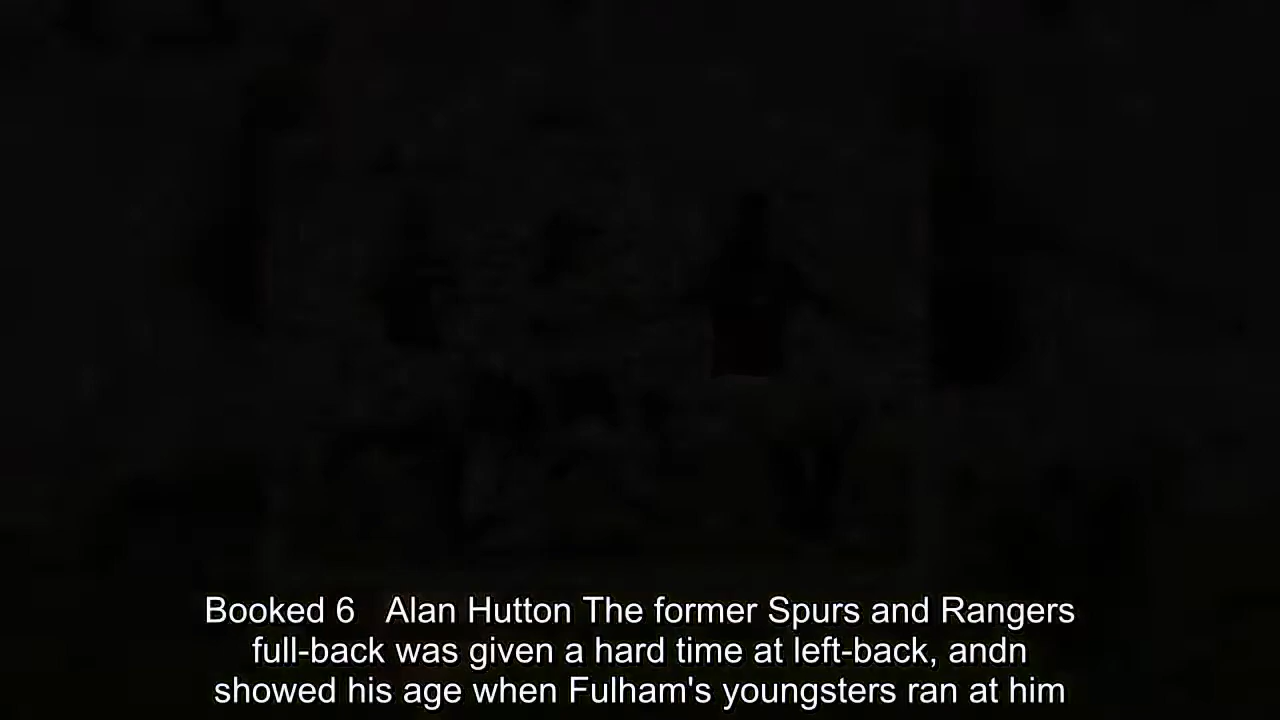 Booked 6   Alan Hutton The former Spurs and Rangers
full-back was given a hard time at left-back, andn
showed his age when Fulham's youngsters ran at him